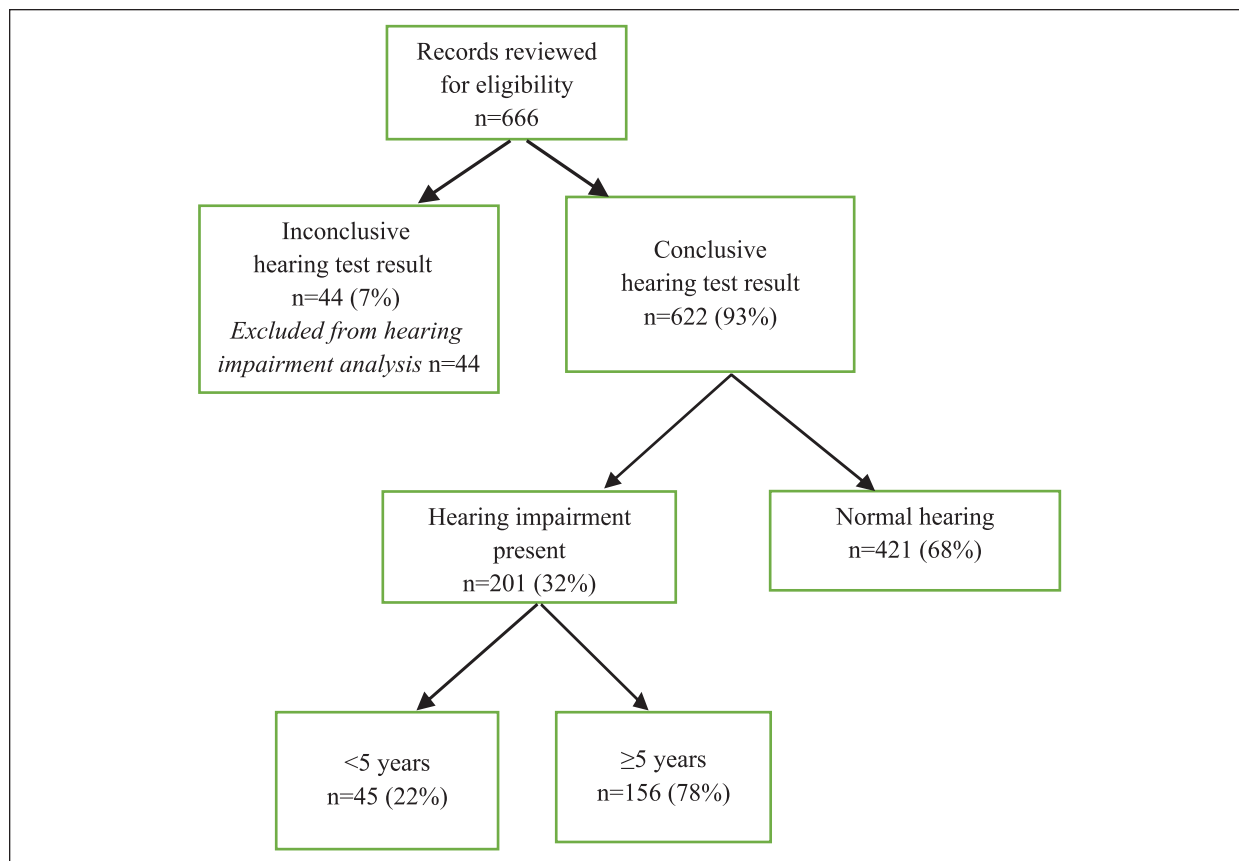 Records reviewed
for eligibility
n=666
Inconclusive
hearing test result
n=44 (7%)
Excluded from hearing
impairment analysis n=44
Conclusive
hearing test result
n=622 (93%)
Hearing impairment
present
n=201 (32%)
Normal hearing
n=421 (68%)
<5 years
n=45 (22%)
≥5 years
n=156 (78%)